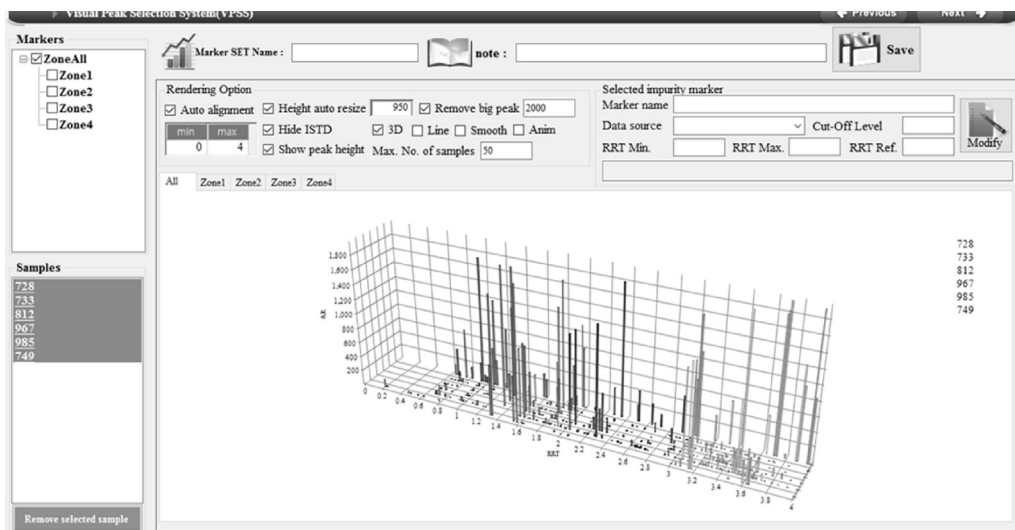 Visual Peak Selection System(VPSS)
Previous Next
Markers
ZoneAll
Zone1
Zone2
Zone3
Zone4
Marker SET Name :
note :
Save
Rendering Option
Auto alignment
Height auto resize 950
Remove big peak 2000
min max
0 4
Hide ISTD
3D Line Smooth Anim
Show peak height
Max. No. of samples 50
Selected impurity marker
Marker name
Data source
Cut-Off Level
RRT Min.
RRT Max.
RRT Ref.
Modify
All Zone1 Zone2 Zone3 Zone4
Samples
728
733
812
967
985
749
Remove selected sample
1,800
1,600
1,400
1,200
1,000
800
600
400
200
AR
0 0.2 0.4 0.6 0.8 1 1.2 1.4 1.6 1.8 2 2.2 2.4 2.6 2.8 3 3.2 3.4 3.6 3.8 4
RRT
728
733
812
967
985
749